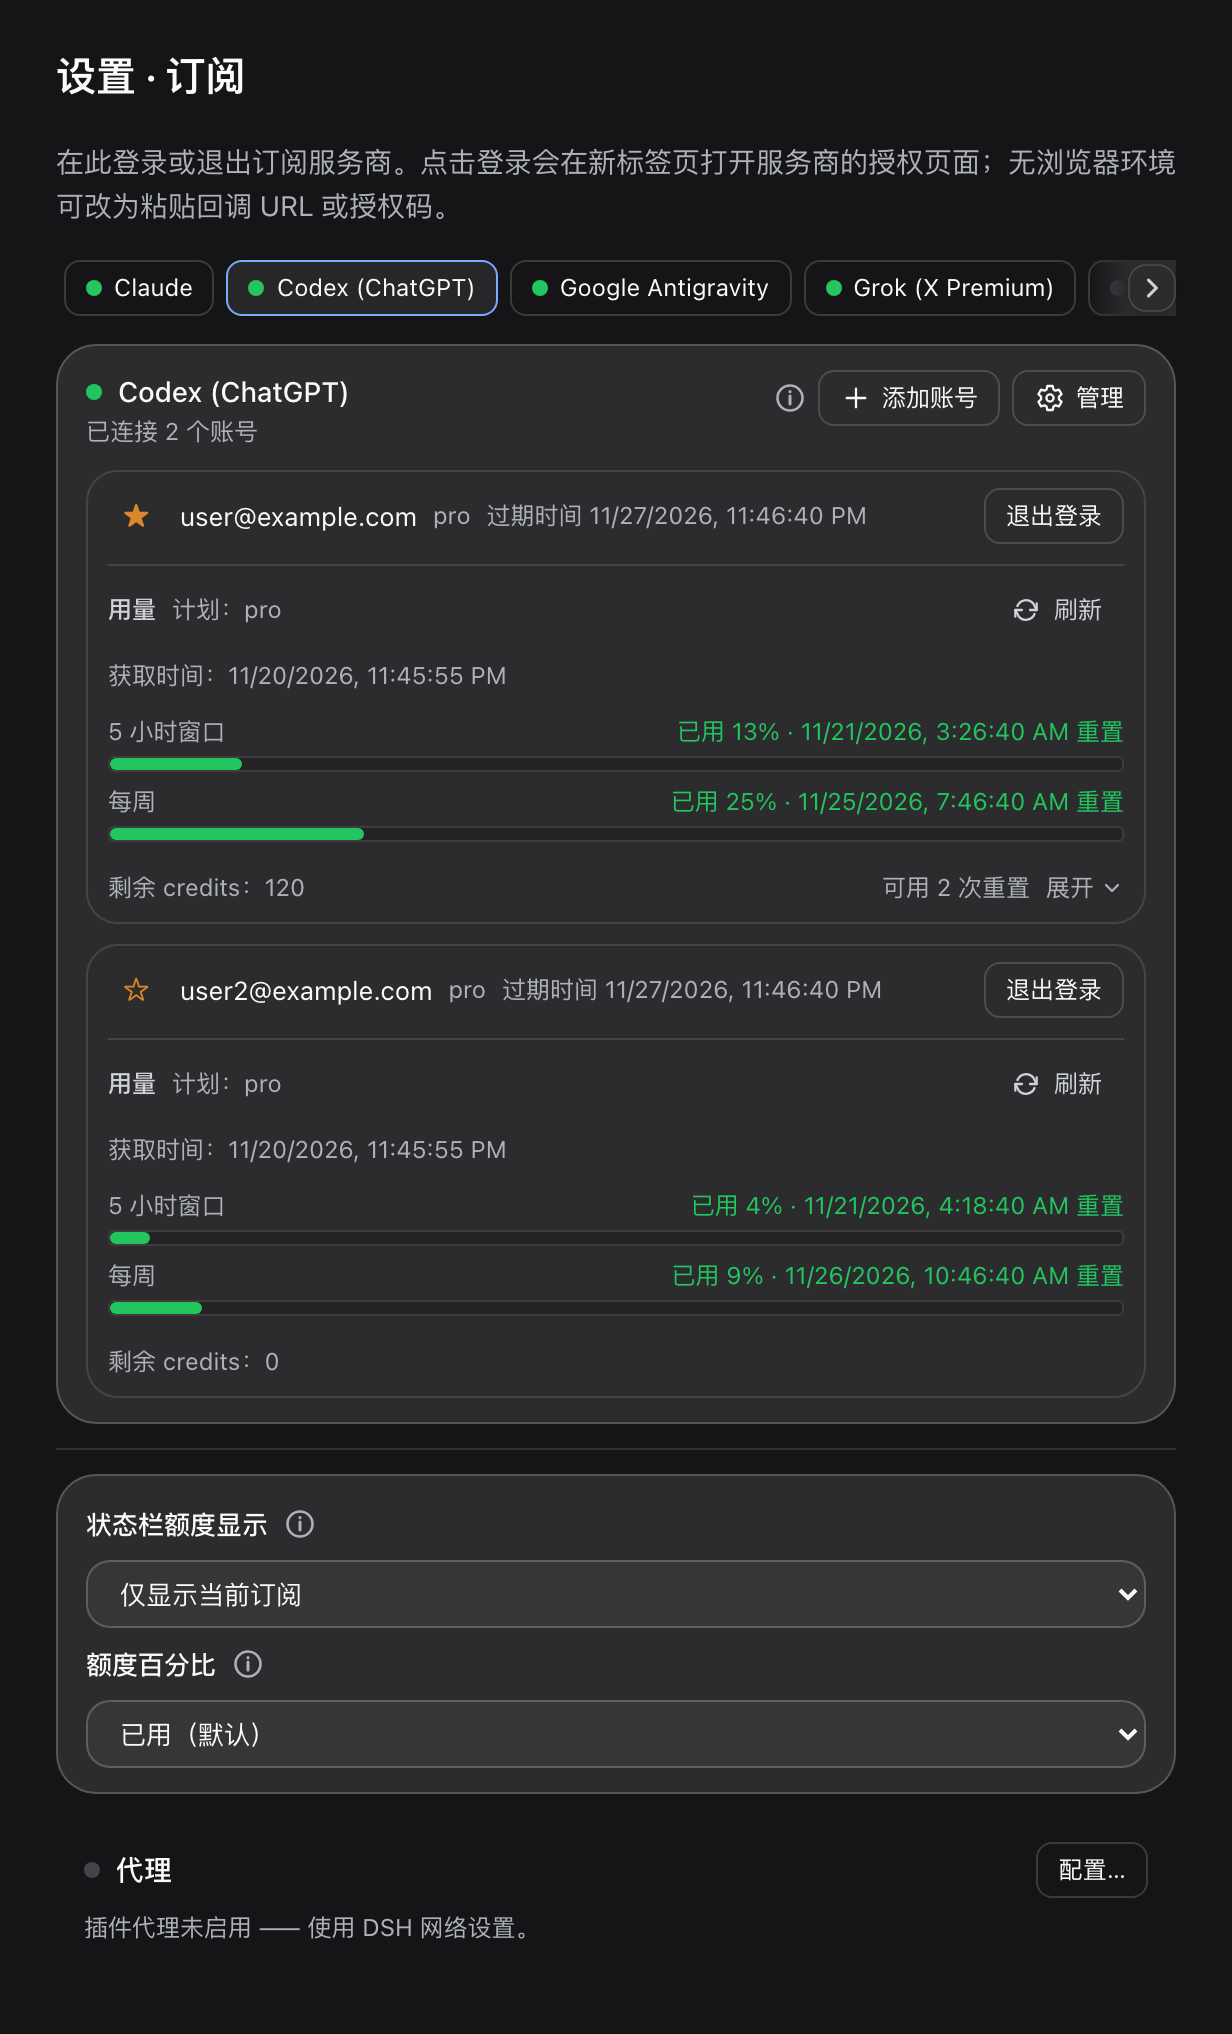 设置 · 订阅
在此登录或退出订阅服务商。点击登录会在新标签页打开服务商的授权页面；无浏览器环境
可改为粘贴回调 URL 或授权码。
Claude
Codex (ChatGPT)
Google Antigravity
Grok (X Premium)
Codex (ChatGPT)
添加账号
管理
已连接 2 个账号
user@example.com pro 过期时间 11/27/2026, 11:46:40 PM
退出登录
用量 计划：pro
刷新
获取时间：11/20/2026, 11:45:55 PM
5 小时窗口
已用 13% · 11/21/2026, 3:26:40 AM 重置
每周
已用 25% · 11/25/2026, 7:46:40 AM 重置
剩余 credits：120
可用 2 次重置 展开
user2@example.com pro 过期时间 11/27/2026, 11:46:40 PM
退出登录
用量 计划：pro
刷新
获取时间：11/20/2026, 11:45:55 PM
5 小时窗口
已用 4% · 11/21/2026, 4:18:40 AM 重置
每周
已用 9% · 11/26/2026, 10:46:40 AM 重置
剩余 credits：0
状态栏额度显示
仅显示当前订阅
额度百分比
已用（默认）
代理
配置...
插件代理未启用 —— 使用 DSH 网络设置。